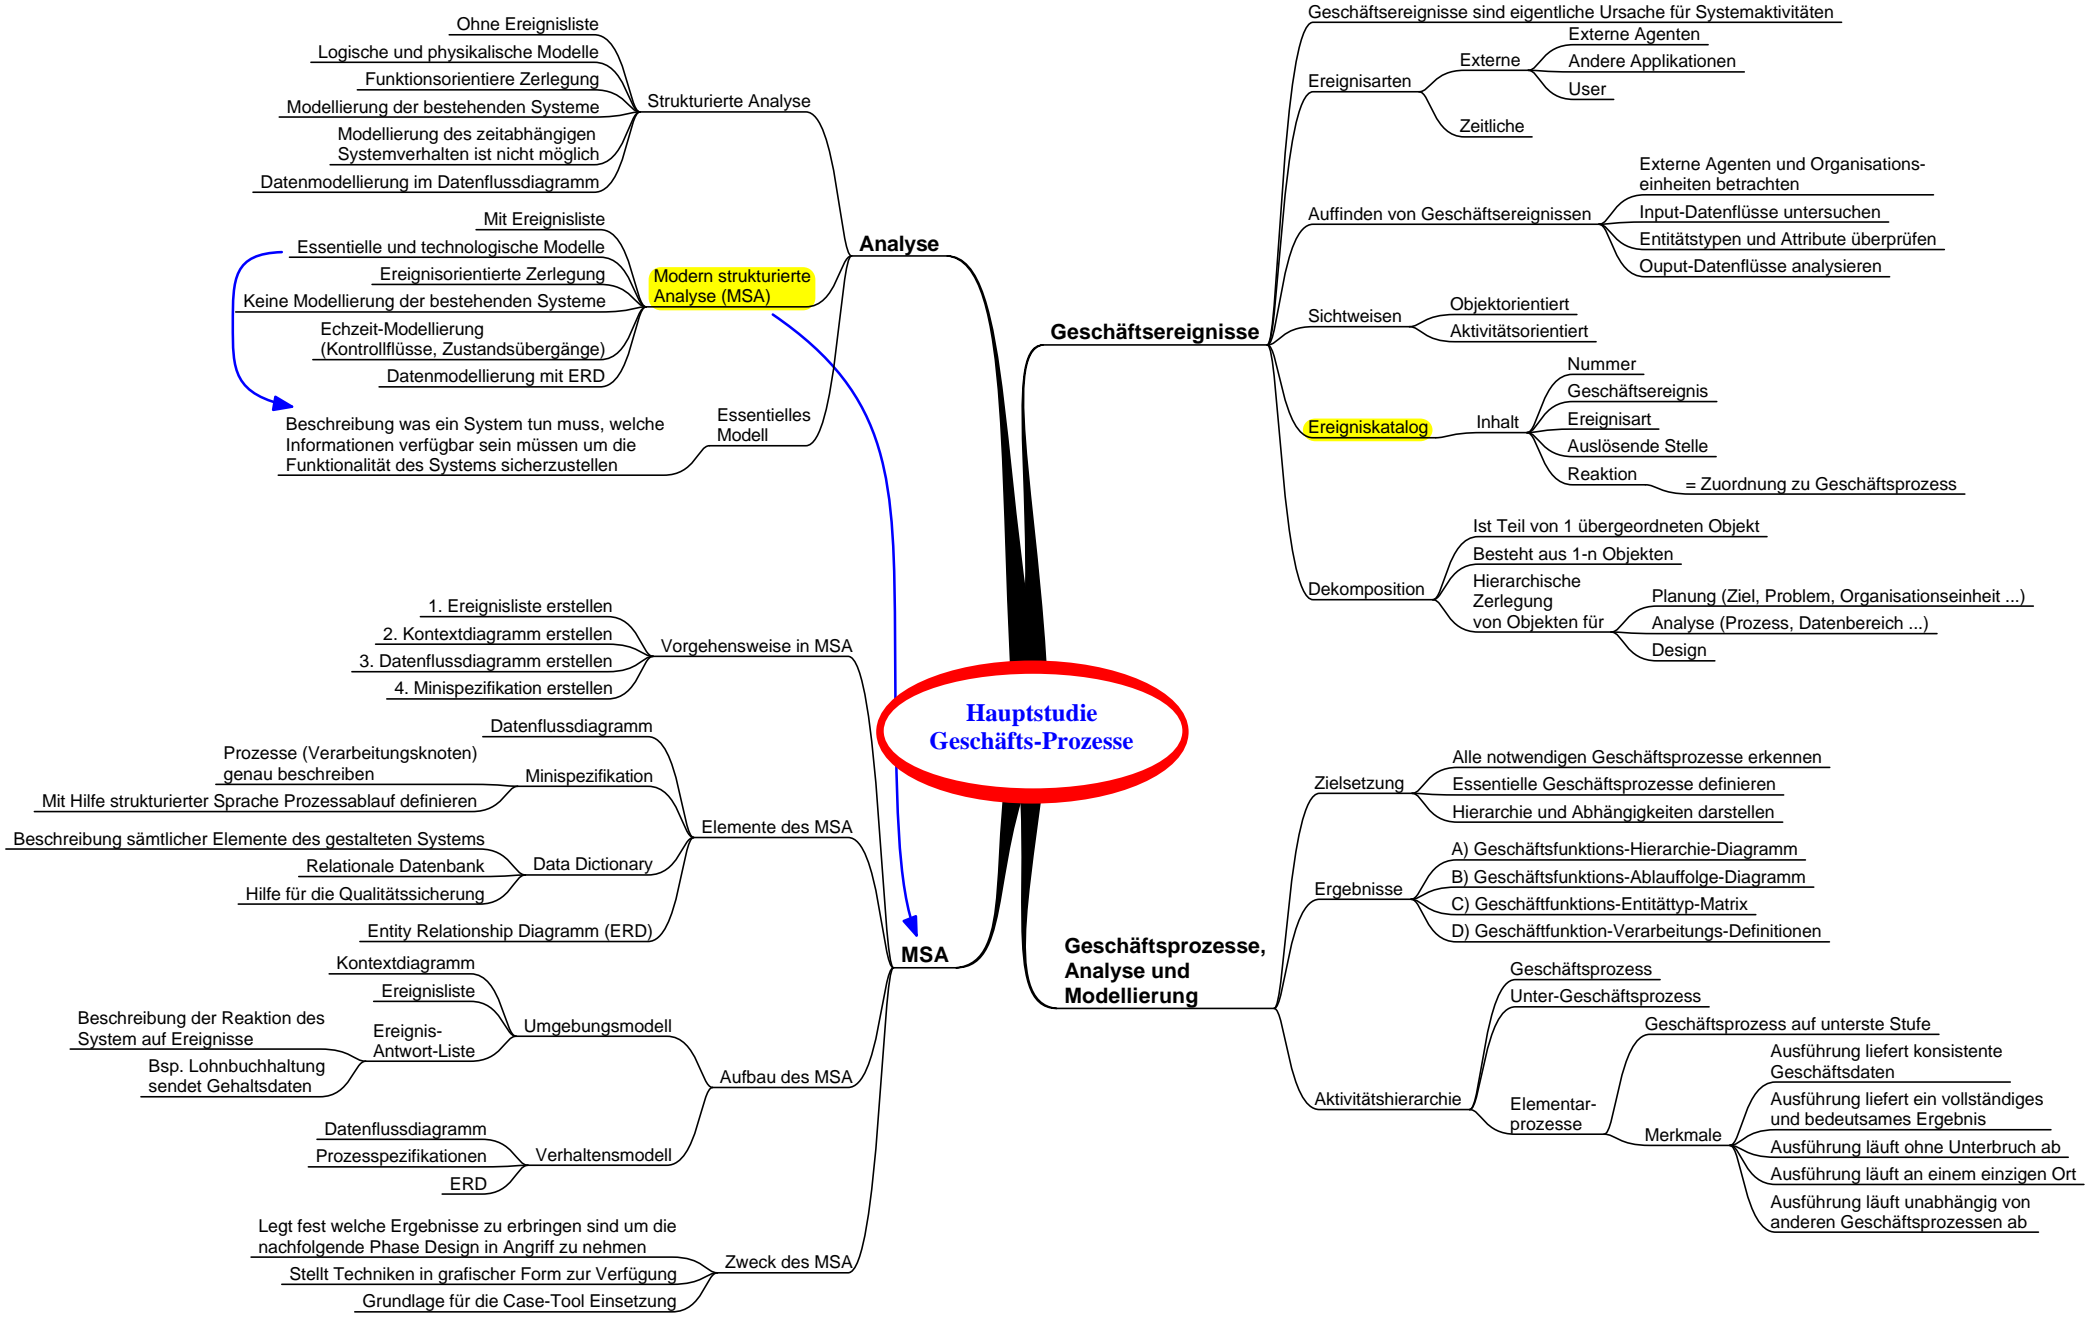 Hauptstudie
Geschäfts-Prozesse
Analyse
Strukturierte Analyse
Ohne Ereignisliste
Logische und physikalische Modelle
Funktionsorientiere Zerlegung
Modellierung der bestehenden Systeme
Modellierung des zeitabhängigen
Systemverhalten ist nicht möglich
Datenmodellierung im Datenflussdiagramm
Modern strukturierte
Analyse (MSA)
Mit Ereignisliste
Essentielle und technologische Modelle
Ereignisorientierte Zerlegung
Keine Modellierung der bestehenden Systeme
Echzeit-Modellierung
(Kontrollflüsse, Zustandsübergänge)
Datenmodellierung mit ERD
Essentielles
Modell
Beschreibung was ein System tun muss, welche
Informationen verfügbar sein müssen um die
Funktionalität des Systems sicherzustellen
MSA
Vorgehensweise in MSA
1. Ereignisliste erstellen
2. Kontextdiagramm erstellen
3. Datenflussdiagramm erstellen
4. Minispezifikation erstellen
Elemente des MSA
Datenflussdiagramm
Minispezifikation
Prozesse (Verarbeitungsknoten)
genau beschreiben
Mit Hilfe strukturierter Sprache Prozessablauf definieren
Data Dictionary
Beschreibung sämtlicher Elemente des gestalteten Systems
Relationale Datenbank
Hilfe für die Qualitätssicherung
Entity Relationship Diagramm (ERD)
Aufbau des MSA
Umgebungsmodell
Kontextdiagramm
Ereignisliste
Ereignis-
Antwort-Liste
Beschreibung der Reaktion des
System auf Ereignisse
Bsp. Lohnbuchhaltung
sendet Gehaltsdaten
Verhaltensmodell
Datenflussdiagramm
Prozesspezifikationen
ERD
Zweck des MSA
Legt fest welche Ergebnisse zu erbringen sind um die
nachfolgende Phase Design in Angriff zu nehmen
Stellt Techniken in grafischer Form zur Verfügung
Grundlage für die Case-Tool Einsetzung
Geschäftsereignisse
Geschäftsereignisse sind eigentliche Ursache für Systemaktivitäten
Ereignisarten
Externe
Externe Agenten
Andere Applikationen
User
Zeitliche
Auffinden von Geschäftsereignissen
Externe Agenten und Organisations-
einheiten betrachten
Input-Datenflüsse untersuchen
Entitätstypen und Attribute überprüfen
Ouput-Datenflüsse analysieren
Sichtweisen
Objektorientiert
Aktivitätsorientiert
Ereigniskatalog
Inhalt
Nummer
Geschäftsereignis
Ereignisart
Auslösende Stelle
Reaktion
= Zuordnung zu Geschäftsprozess
Dekomposition
Ist Teil von 1 übergeordneten Objekt
Besteht aus 1-n Objekten
Hierarchische
Zerlegung
von Objekten für
Planung (Ziel, Problem, Organisationseinheit ...)
Analyse (Prozess, Datenbereich ...)
Design
Geschäftsprozesse,
Analyse und
Modellierung
Zielsetzung
Alle notwendigen Geschäftsprozesse erkennen
Essentielle Geschäftsprozesse definieren
Hierarchie und Abhängigkeiten darstellen
Ergebnisse
A) Geschäftsfunktions-Hierarchie-Diagramm
B) Geschäftsfunktions-Ablauffolge-Diagramm
C) Geschäftfunktions-Entitättyp-Matrix
D) Geschäftfunktion-Verarbeitungs-Definitionen
Aktivitätshierarchie
Geschäftsprozess
Unter-Geschäftsprozess
Elementar-
prozesse
Geschäftsprozess auf unterste Stufe
Merkmale
Ausführung liefert konsistente
Geschäftsdaten
Ausführung liefert ein vollständiges
und bedeutsames Ergebnis
Ausführung läuft ohne Unterbruch ab
Ausführung läuft an einem einzigen Ort
Ausführung läuft unabhängig von
anderen Geschäftsprozessen ab